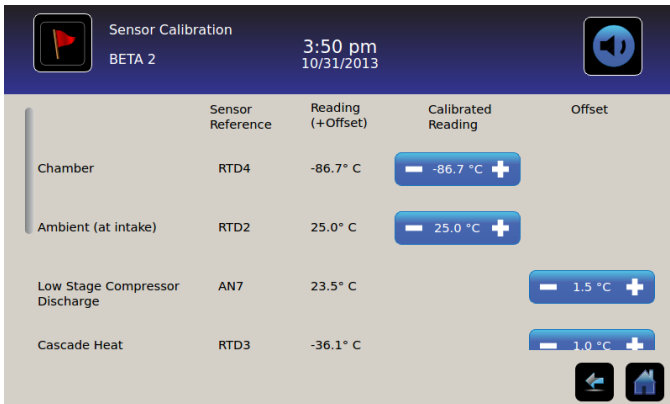 Sensor Calibration
BETA 2
3:50 pm
10/31/2013
Sensor Reference
Reading (+Offset)
Calibrated Reading
Offset
Chamber RTD4 -86.7° C -86.7 °C
Ambient (at intake) RTD2 25.0° C 25.0 °C
Low Stage Compressor Discharge AN7 23.5° C 1.5 °C
Cascade Heat RTD3 -36.1° C 1.0 °C